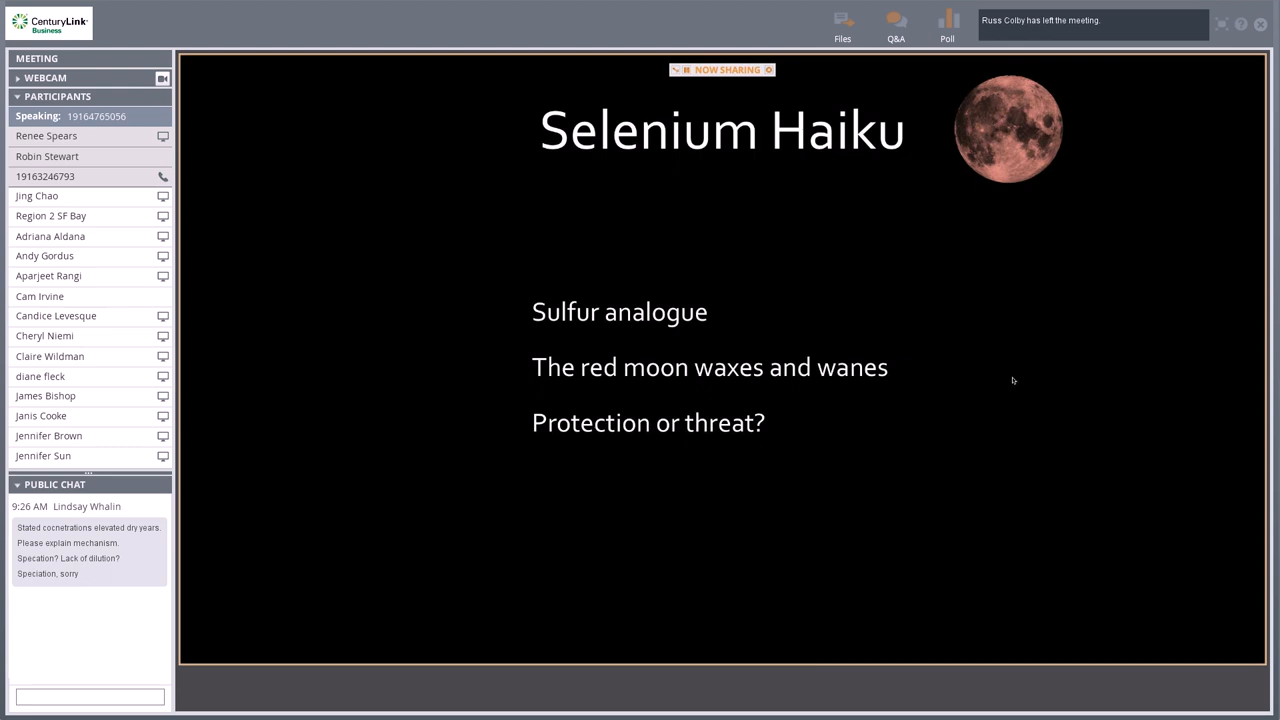 CenturyLink®
Business
Files
Q&A
Poll
Russ Colby has left the meeting.
MEETING
WEBCAM
PARTICIPANTS
Speaking: 19164765056
Renee Spears
Robin Stewart
19163246793
Jing Chao
Region 2 SF Bay
Adriana Aldana
Andy Gordus
Aparjeet Rangi
Cam Irvine
Candice Levesque
Cheryl Niemi
Claire Wildman
diane fleck
James Bishop
Janis Cooke
Jennifer Brown
Jennifer Sun
PUBLIC CHAT
9:26 AM Lindsay Whalin
Stated cocnetrations elevated dry years.
Please explain mechanism.
Specation? Lack of dilution?
Speciation, sorry
NOW SHARING
Selenium Haiku
Sulfur analogue
The red moon waxes and wanes
Protection or threat?